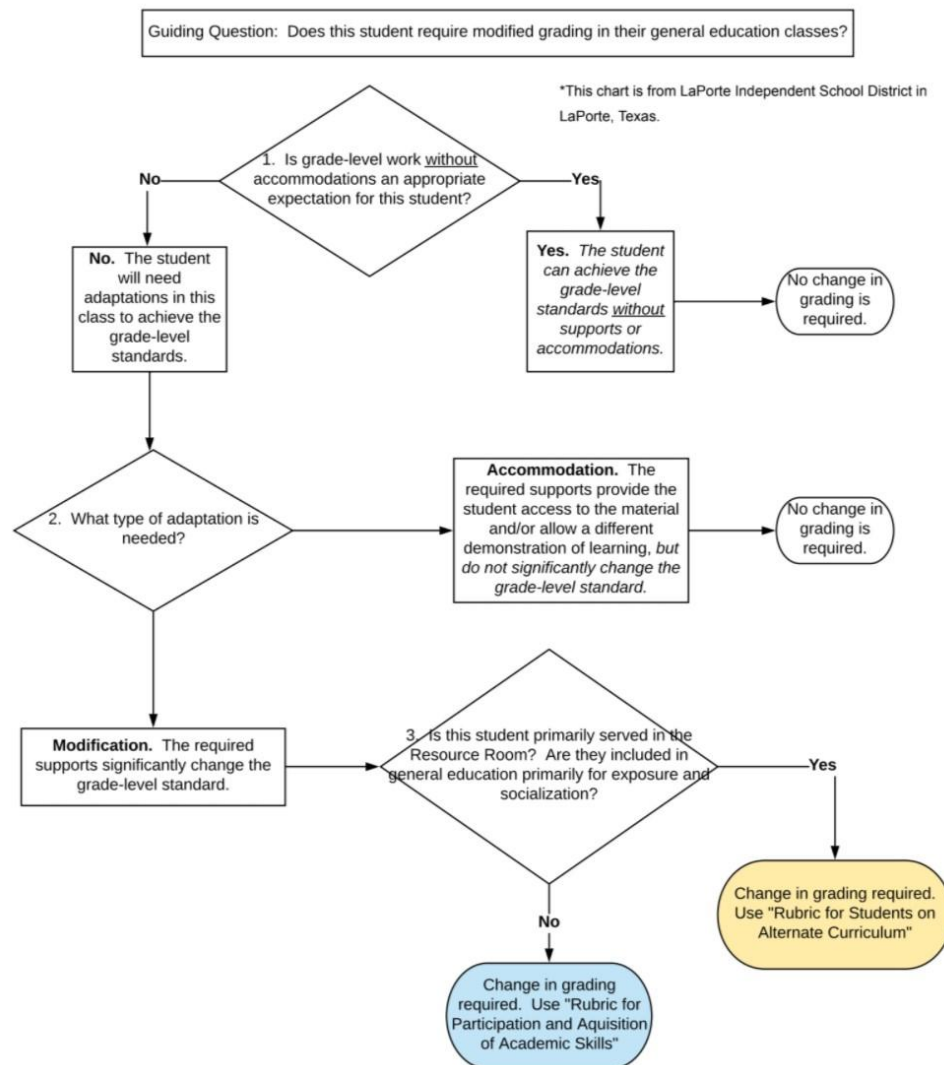 Guiding Question:  Does this student require modified grading in their general education classes?
*This chart is from LaPorte Independent School District in
LaPorte, Texas.
1.  Is grade-level work without
accommodations an appropriate
expectation for this student?
No
Yes
No.  The student
will need
adaptations in this
class to achieve the
grade-level
standards.
Yes.  The student
can achieve the
grade-level
standards without
supports or
accommodations.
No change in
grading is
required.
2.  What type of adaptation is
needed?
Accommodation.  The
required supports provide the
student access to the material
and/or allow a different
demonstration of learning, but
do not significantly change the
grade-level standard.
No change in
grading is
required.
Modification.  The required
supports significantly change the
grade-level standard.
3.  Is this student primarily served in the
Resource Room?  Are they included in
general education primarily for exposure and
socialization?
Yes
Change in grading required.
Use "Rubric for Students on
Alternate Curriculum"
No
Change in grading
required.  Use "Rubric for
Participation and Aquisition
of Academic Skills"